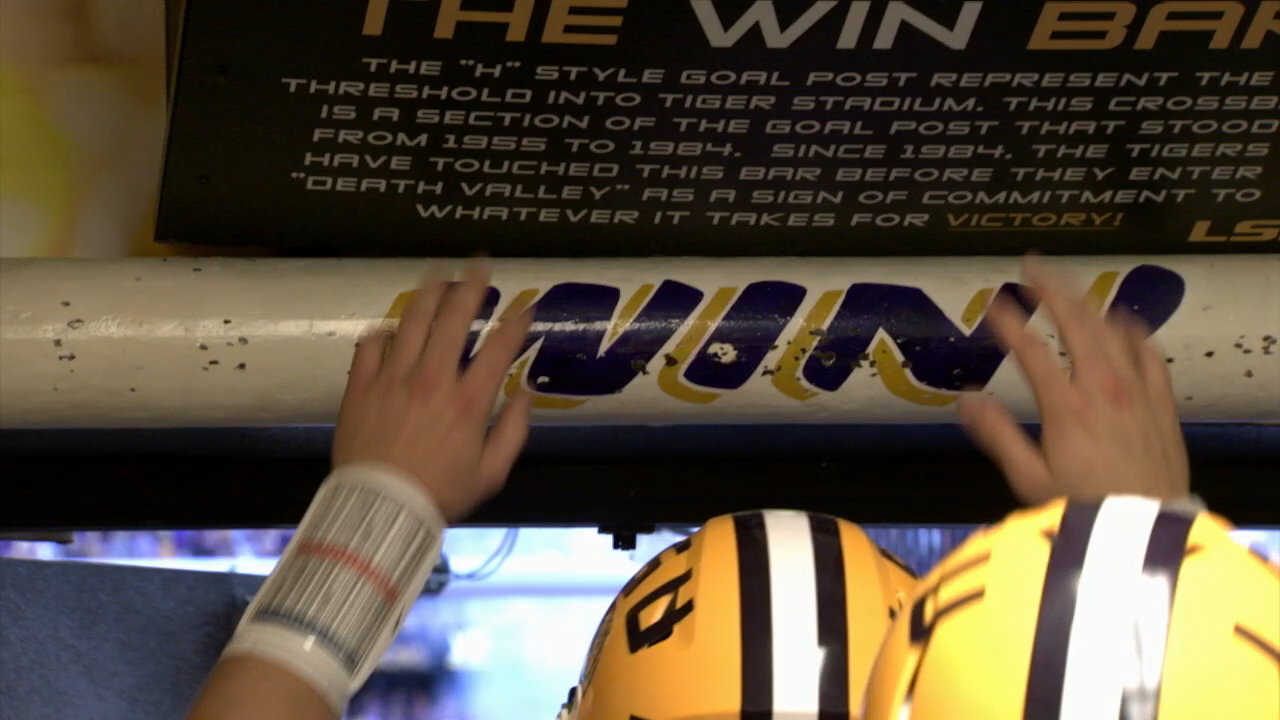 THE WIN BAR
THE "H" STYLE GOAL POST REPRESENT THE
THRESHOLD INTO TIGER STADIUM. THIS CROSSB
IS A SECTION OF THE GOAL POST THAT STOOD
FROM 1955 TO 1984. SINCE 1984, THE TIGERS
HAVE TOUCHED THIS BAR BEFORE THEY ENTER
"DEATH VALLEY" AS A SIGN OF COMMITMENT TO
WHATEVER IT TAKES FOR VICTORY!
LS
WIN!